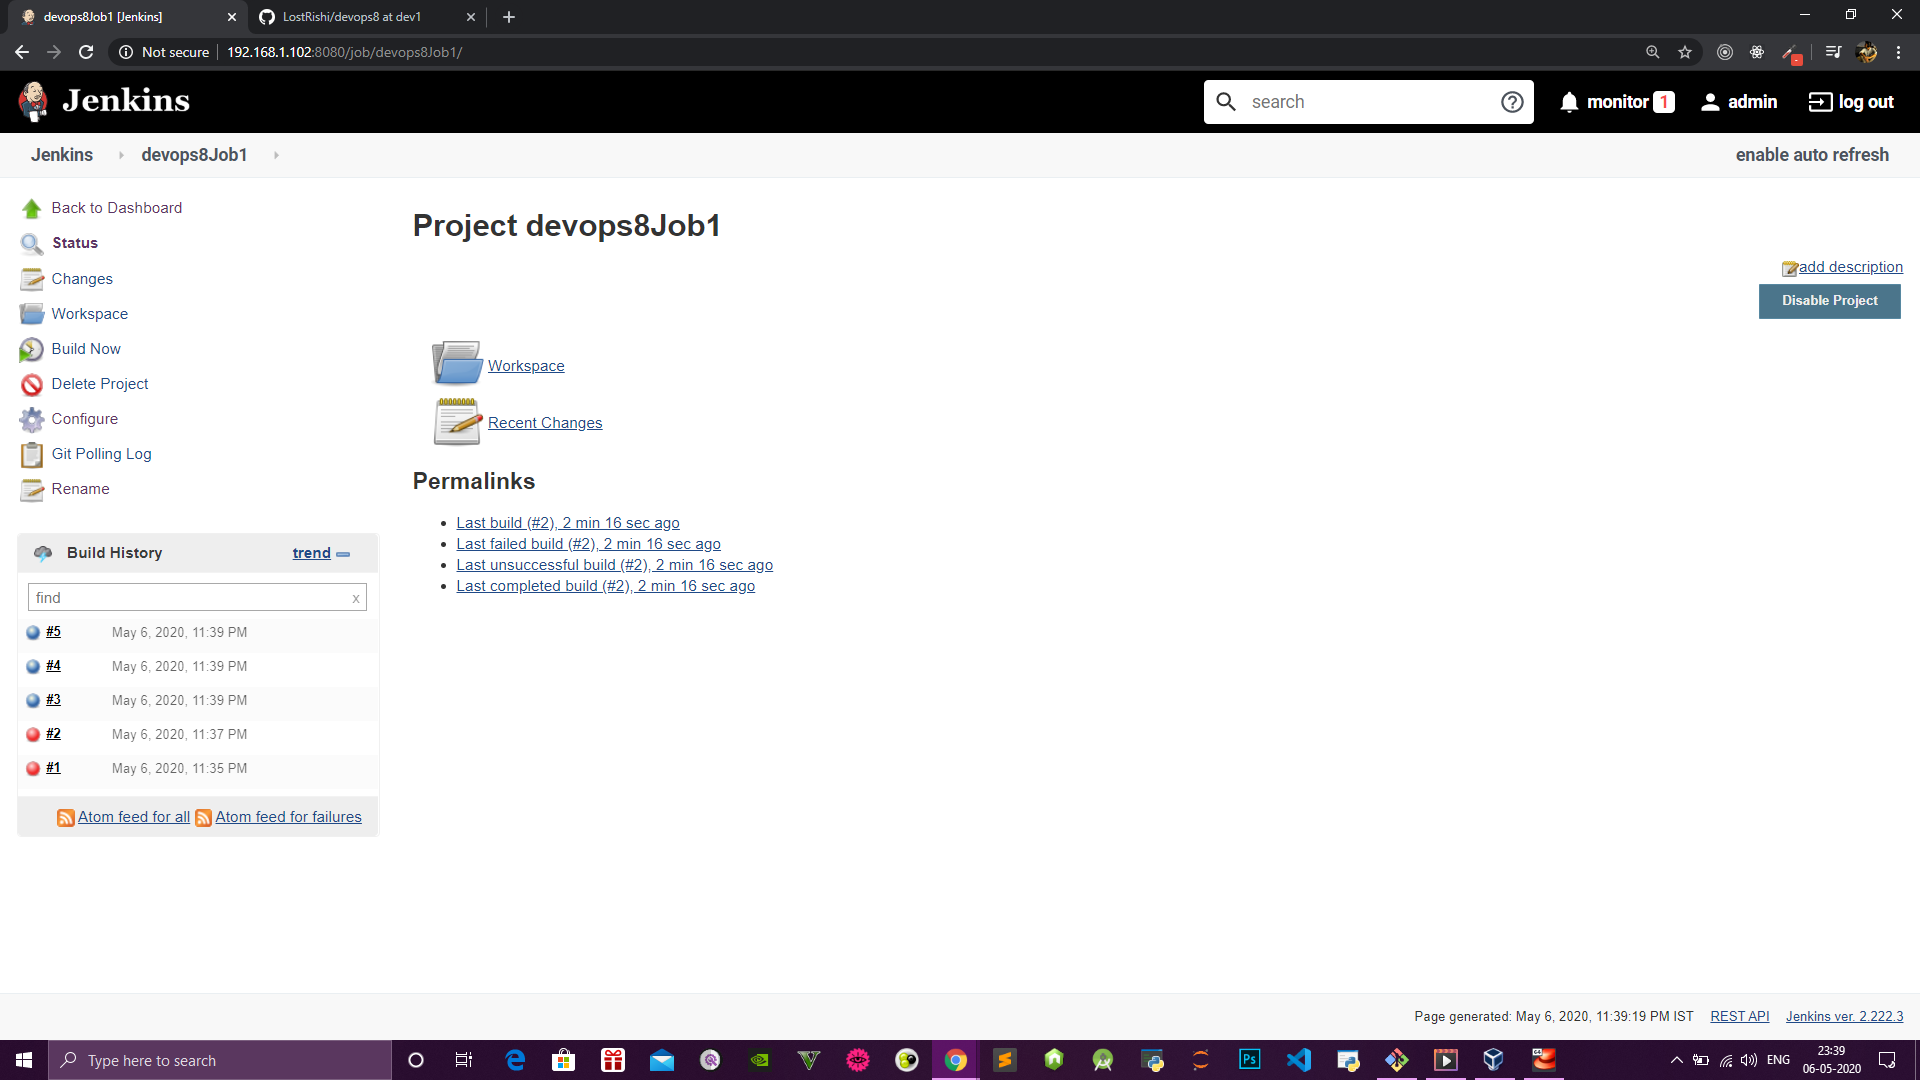 devops8Job1 [Jenkins]
LostRishi/devops8 at dev1
Not secure
192.168.1.102:8080/job/devops8Job1/
Jenkins
search
monitor 1
admin
log out
Jenkins
devops8Job1
enable auto refresh
Back to Dashboard
Status
Changes
Workspace
Build Now
Delete Project
Configure
Git Polling Log
Rename
Project devops8Job1
add description
Disable Project
Workspace
Recent Changes
Permalinks
Last build (#2), 2 min 16 sec ago
Last failed build (#2), 2 min 16 sec ago
Last unsuccessful build (#2), 2 min 16 sec ago
Last completed build (#2), 2 min 16 sec ago
Build History
trend
find
x
#5 May 6, 2020, 11:39 PM
#4 May 6, 2020, 11:39 PM
#3 May 6, 2020, 11:39 PM
#2 May 6, 2020, 11:37 PM
#1 May 6, 2020, 11:35 PM
Atom feed for all Atom feed for failures
Page generated: May 6, 2020, 11:39:19 PM IST REST API Jenkins ver. 2.222.3
Type here to search
Ps
ENG
23:39
06-05-2020